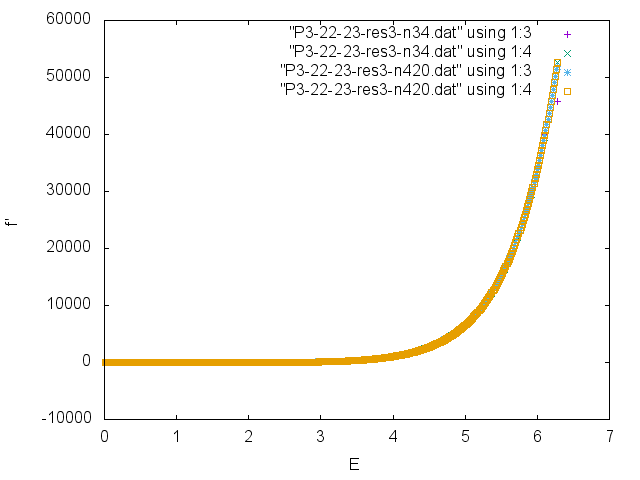 60000
"P3-22-23-res3-n34.dat" using 1:3
"P3-22-23-res3-n34.dat" using 1:4
50000
"P3-22-23-res3-n420.dat" using 1:3
"P3-22-23-res3-n420.dat" using 1:4
40000
30000
f'
20000
10000
0
-10000
0 1 2 3 4 5 6 7
E